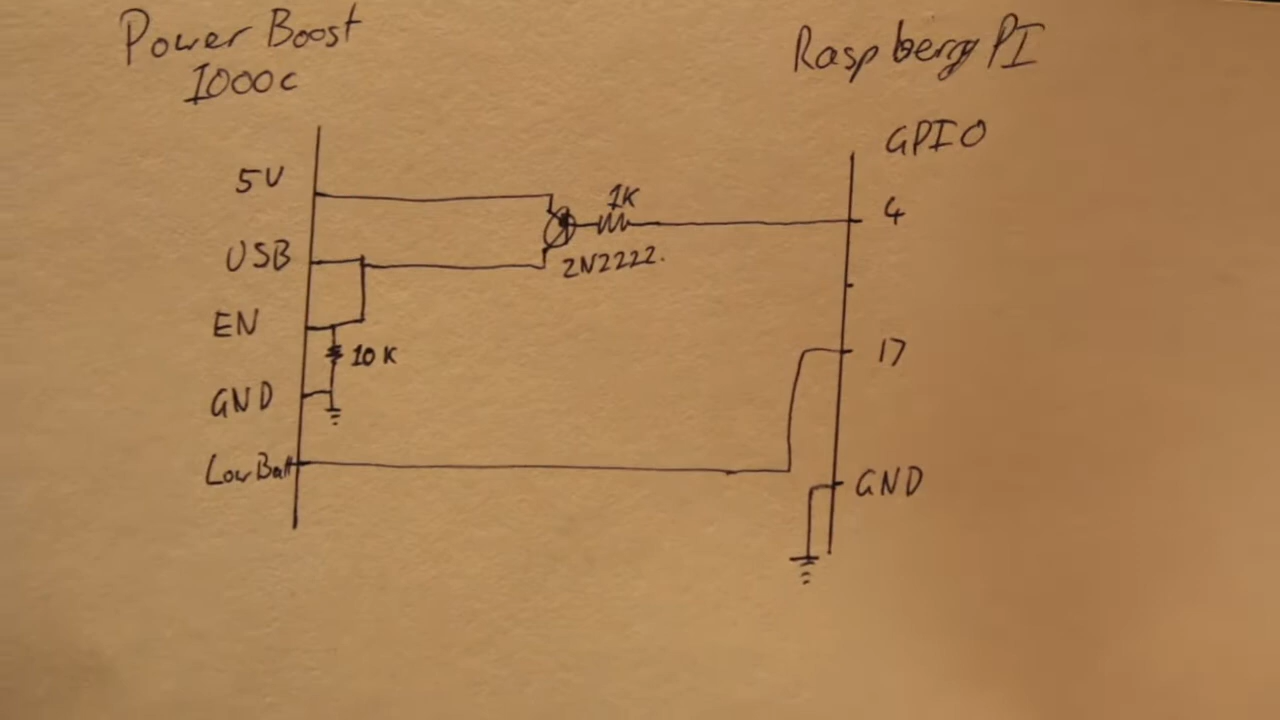 Power Boost
1000c
Raspberry PI
GPIO
5V
1K
4
USB
2N2222.
EN
10K
17
GND
LowBatt
GND